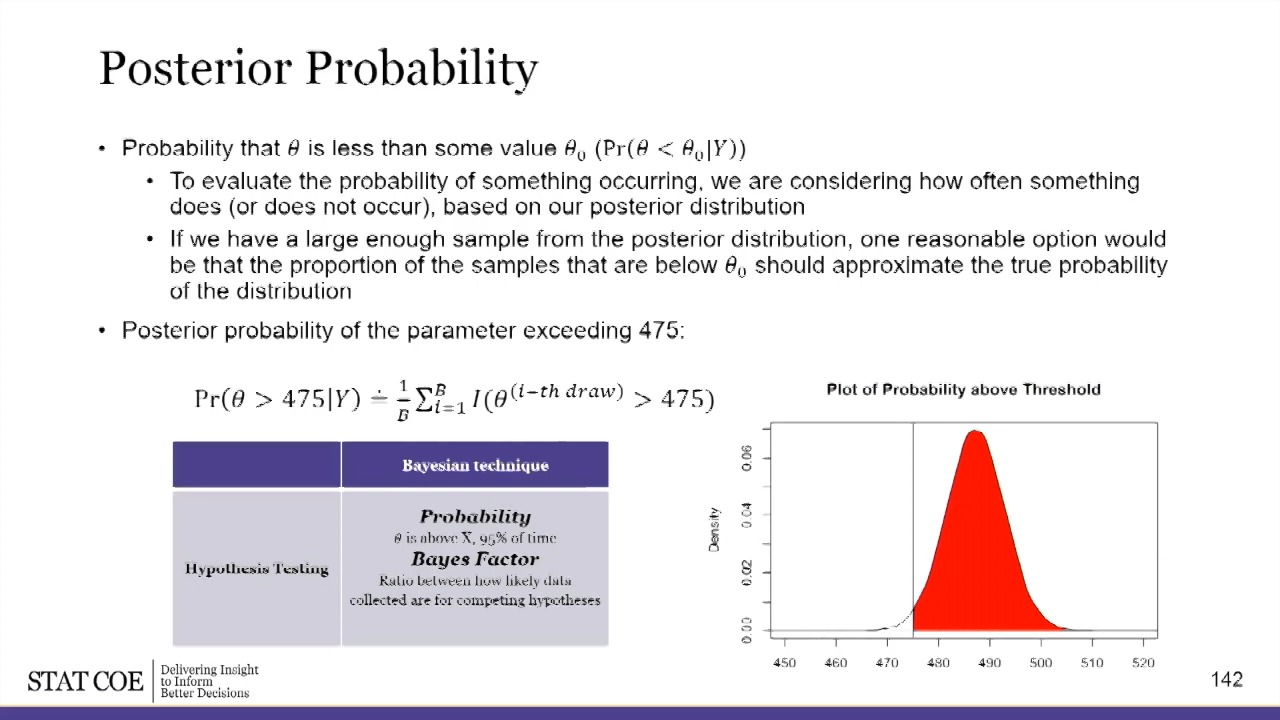 Posterior Probability
• Probability that θ is less than some value θ₀ (Pr(θ < θ₀|Y))
• To evaluate the probability of something occurring, we are considering how often something
does (or does not occur), based on our posterior distribution
• If we have a large enough sample from the posterior distribution, one reasonable option would
be that the proportion of the samples that are below θ₀ should approximate the true probability
of the distribution
• Posterior probability of the parameter exceeding 475:
Pr(θ > 475|Y) ≐ 1/B ∑ᴮᵢ₌₁ I(θ^(i−th draw) > 475)
Bayesian technique
Hypothesis Testing
Probability
θ is above X, 95% of time
Bayes Factor
Ratio between how likely data
collected are for competing hypotheses
Plot of Probability above Threshold
Density
0.00 0.02 0.04 0.06
450 460 470 480 490 500 510 520
STAT COE
Delivering Insight
to Inform
Better Decisions
142